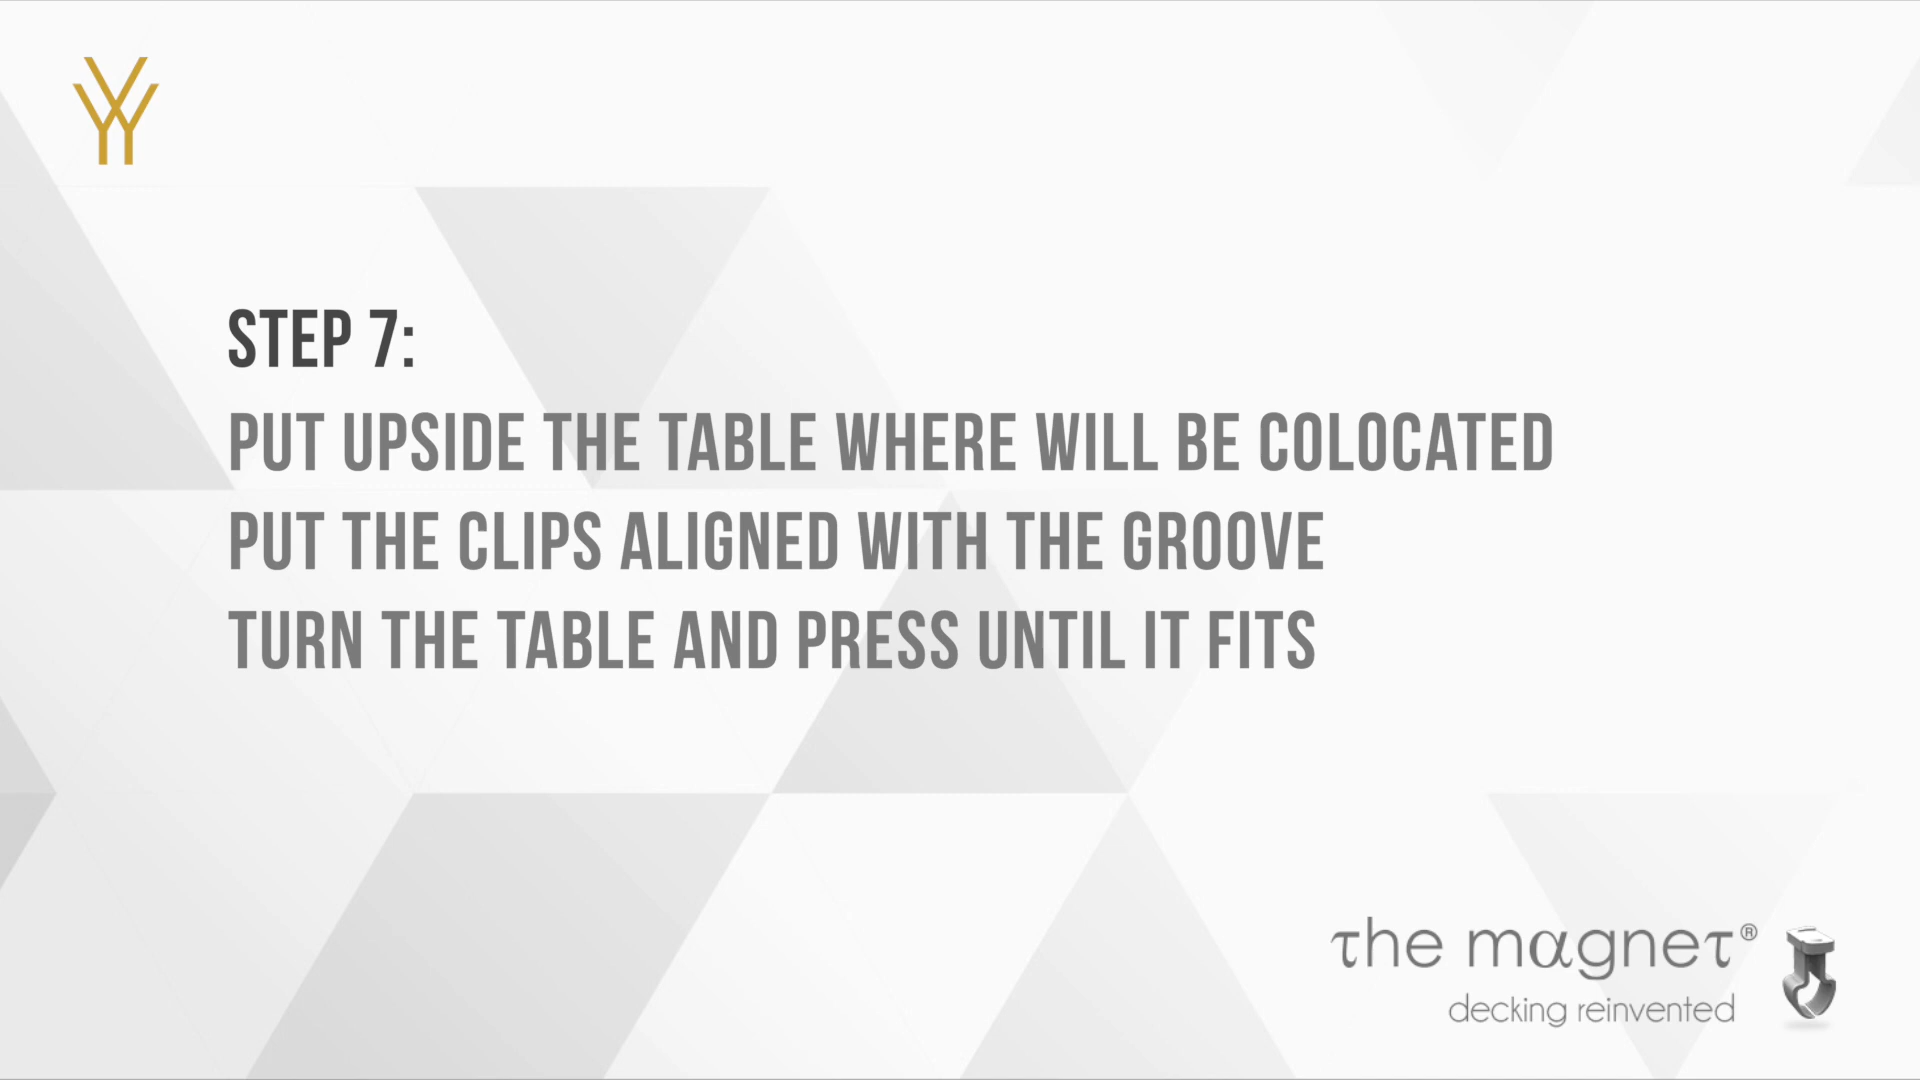 STEP 7:
PUT UPSIDE THE TABLE WHERE WILL BE COLOCATED
PUT THE CLIPS ALIGNED WITH THE GROOVE
TURN THE TABLE AND PRESS UNTIL IT FITS
the magnet®
decking reinvented